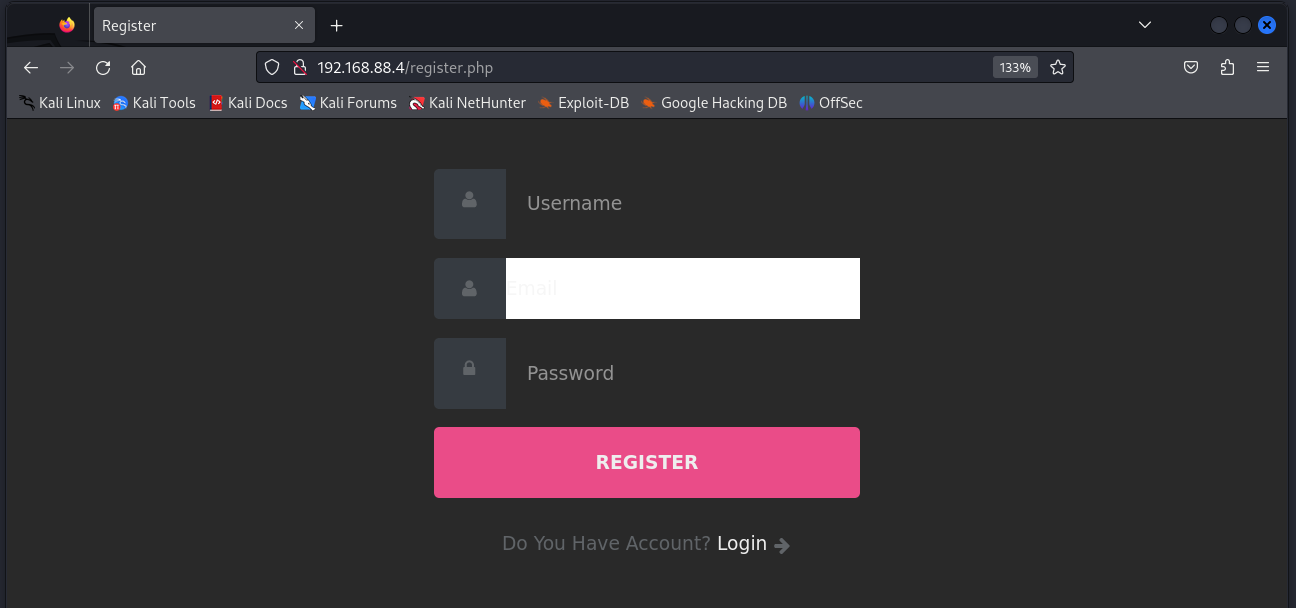 Register
192.168.88.4/register.php 133%
Kali Linux Kali Tools Kali Docs Kali Forums Kali NetHunter Exploit-DB Google Hacking DB OffSec
Username
Email
Password
REGISTER
Do You Have Account? Login